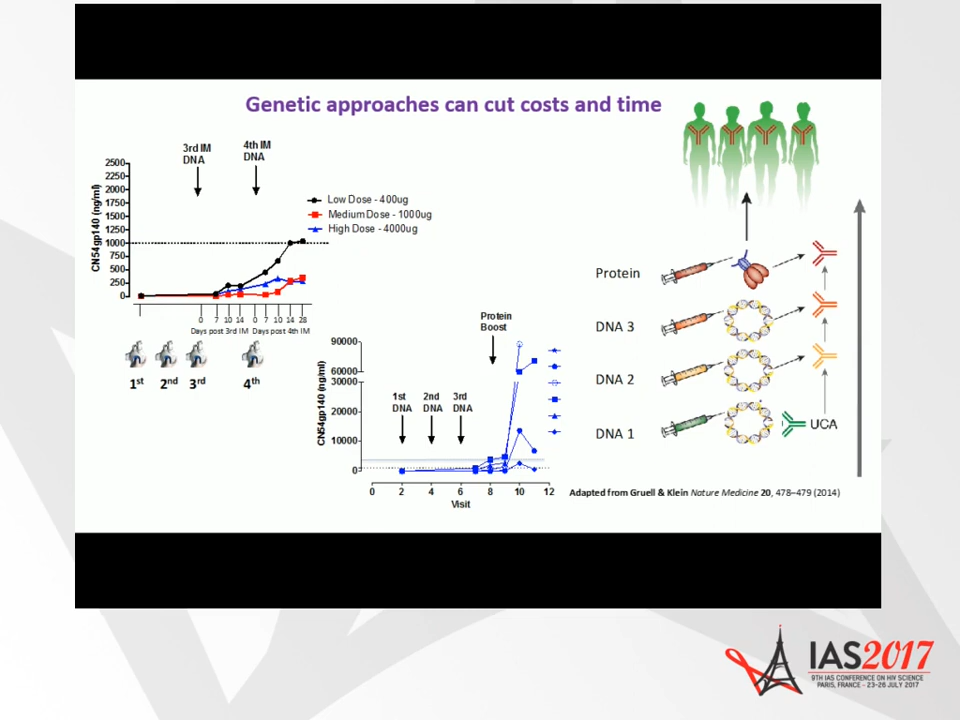 Genetic approaches can cut costs and time
3rd IM
DNA
4th IM
DNA
CN54gp140 (ng/ml)
2500
2250
2000
1750
1500
1250
1000
750
500
250
0
Low Dose - 400ug
Medium Dose - 1000ug
High Dose - 4000ug
0 7 10 14 0 7 10 14 28
Days post 3rd IM Days post 4th IM
1st 2nd 3rd 4th
Protein
Boost
CN54gp140 (ng/ml)
90000
60000
30000
20000
10000
0
1st
DNA
2nd
DNA
3rd
DNA
0 2 4 6 8 10 12
Visit
Protein
DNA 3
DNA 2
DNA 1
UCA
Adapted from Gruell & Klein Nature Medicine 20, 478–479 (2014)
IAS2017
9TH IAS CONFERENCE ON HIV SCIENCE
PARIS, FRANCE - 23-26 JULY 2017